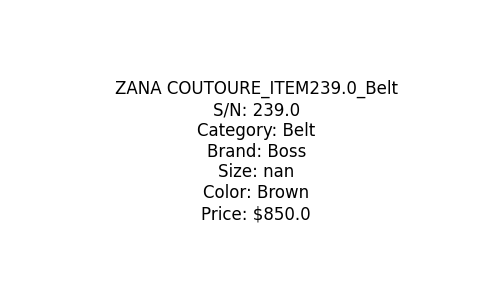 ZANA COUTOURE_ITEM239.0_Belt
S/N: 239.0
Category: Belt
Brand: Boss
Size: nan
Color: Brown
Price: $850.0